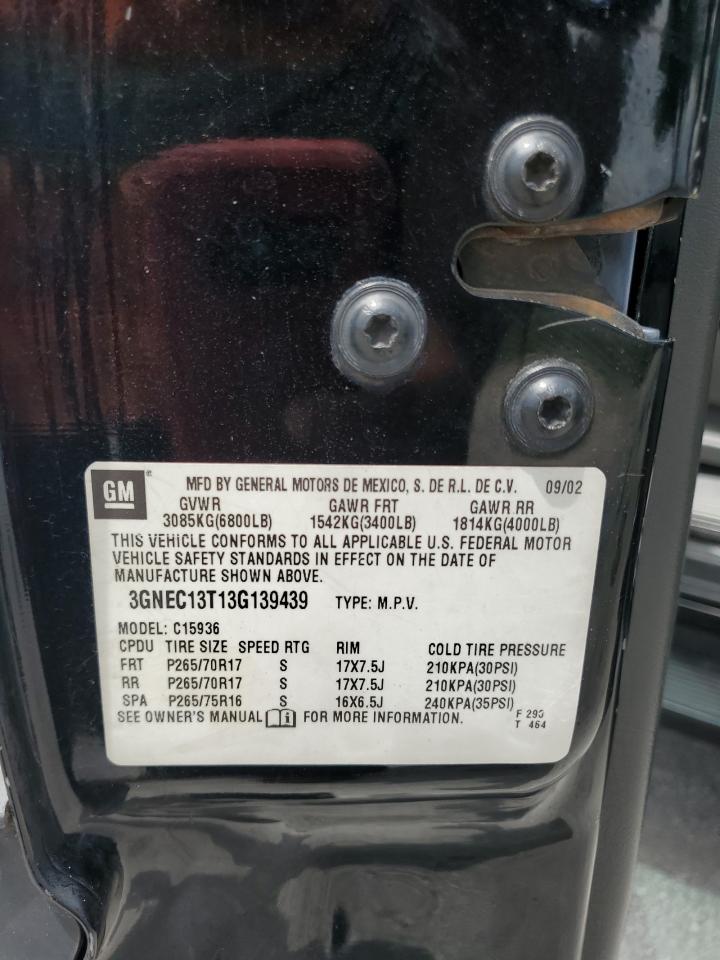 GM ® MFD BY GENERAL MOTORS DE MEXICO, S. DE R.L. DE C.V. 09/02
GVWR GAWR FRT GAWR RR
3085KG(6800LB) 1542KG(3400LB) 1814KG(4000LB)
THIS VEHICLE CONFORMS TO ALL APPLICABLE U.S. FEDERAL MOTOR
VEHICLE SAFETY STANDARDS IN EFFECT ON THE DATE OF
MANUFACTURE SHOWN ABOVE.
3GNEC13T13G139439 TYPE: M.P.V.
MODEL: C15936
CPDU TIRE SIZE SPEED RTG RIM COLD TIRE PRESSURE
FRT P265/70R17 S 17X7.5J 210KPA(30PSI)
RR P265/70R17 S 17X7.5J 210KPA(30PSI)
SPA P265/75R16 S 16X6.5J 240KPA(35PSI)
SEE OWNER'S MANUAL i FOR MORE INFORMATION.
F
T 464